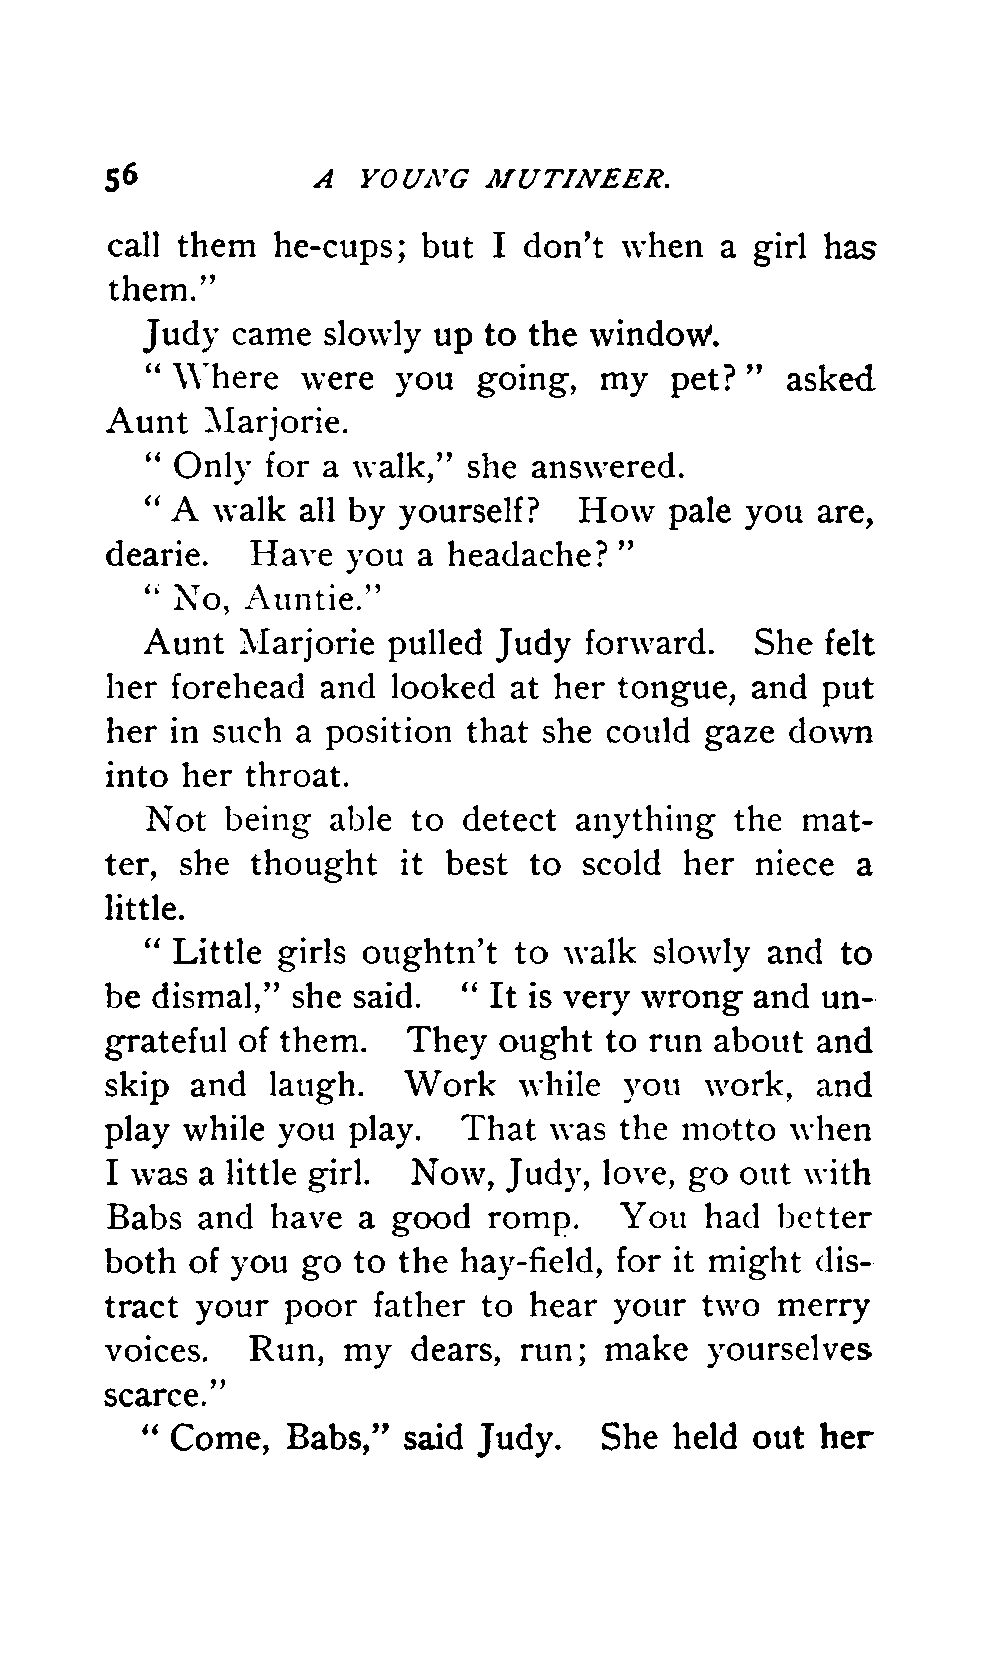 56 A YOUNG MUTINEER.
call them he-cups; but I don't when a girl has
them."
Judy came slowly up to the window.
" Where were you going, my pet? " asked
Aunt Marjorie.
" Only for a walk," she answered.
" A walk all by yourself? How pale you are,
dearie. Have you a headache? "
" No, Auntie."
Aunt Marjorie pulled Judy forward. She felt
her forehead and looked at her tongue, and put
her in such a position that she could gaze down
into her throat.
Not being able to detect anything the mat-
ter, she thought it best to scold her niece a
little.
" Little girls oughtn't to walk slowly and to
be dismal," she said. " It is very wrong and un-
grateful of them. They ought to run about and
skip and laugh. Work while you work, and
play while you play. That was the motto when
I was a little girl. Now, Judy, love, go out with
Babs and have a good romp. You had better
both of you go to the hay-field, for it might dis-
tract your poor father to hear your two merry
voices. Run, my dears, run; make yourselves
scarce."
" Come, Babs," said Judy. She held out her